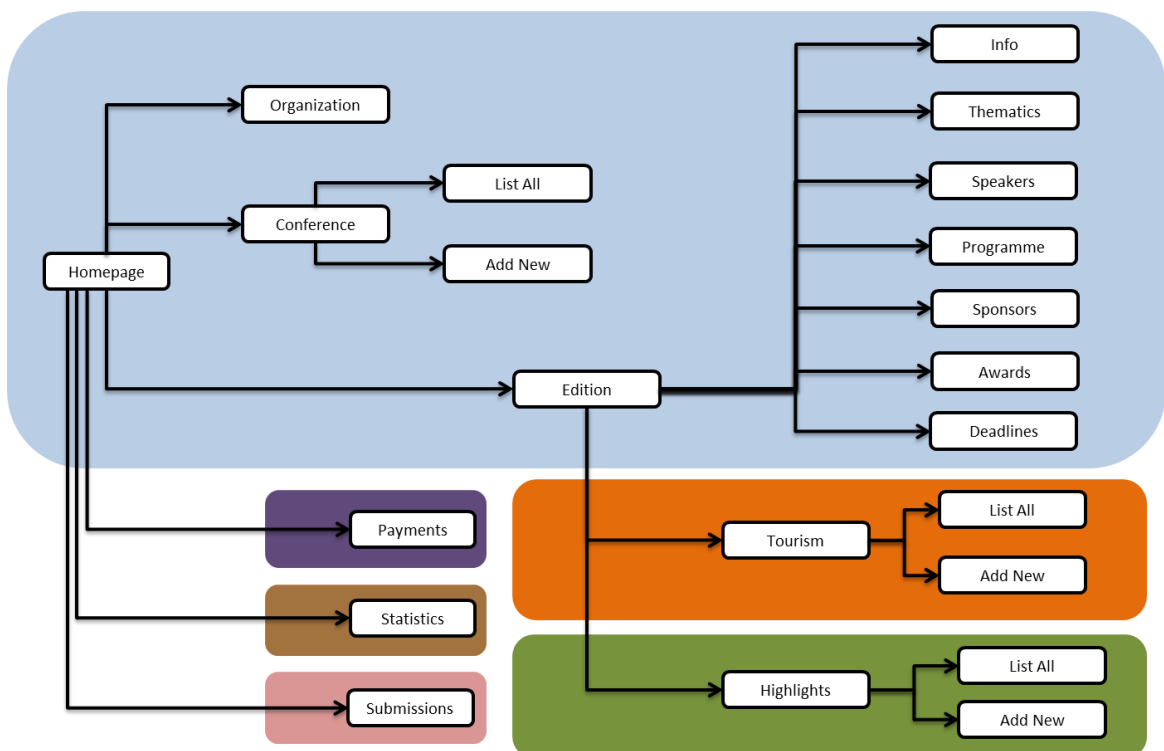 Info
Organization
Thematics
List All
Speakers
Conference
Programme
Add New
Homepage
Sponsors
Edition
Awards
Deadlines
Payments
Tourism
List All
Add New
Statistics
Submissions
Highlights
List All
Add New